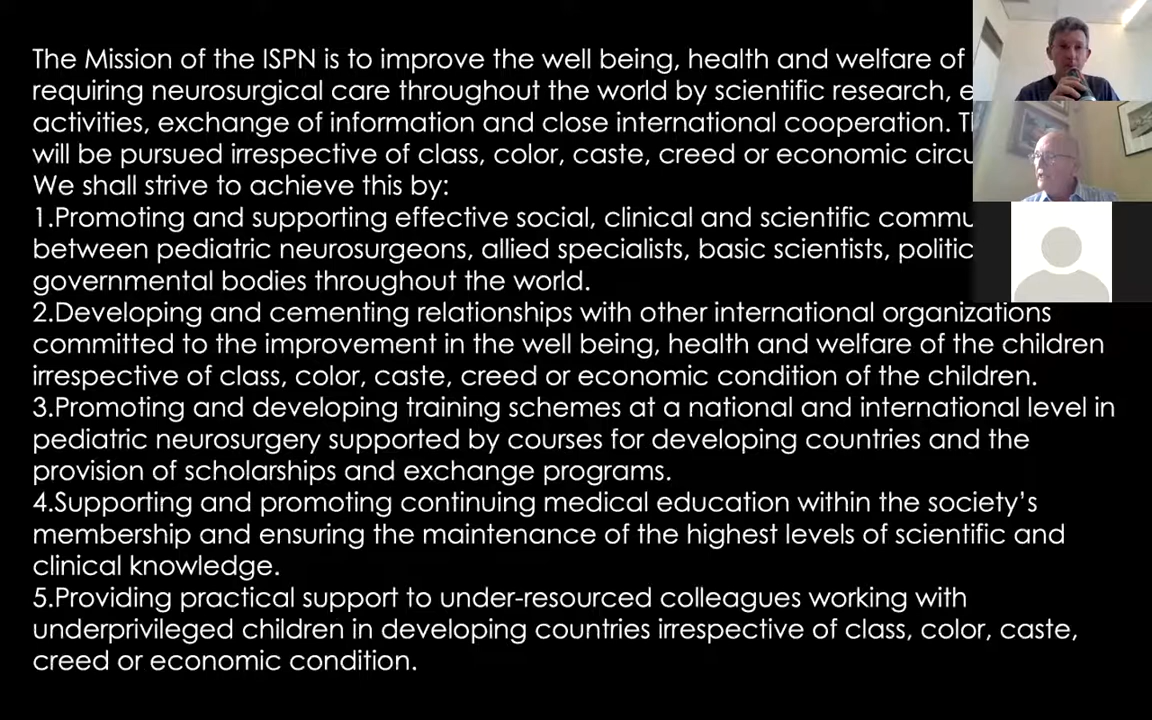 The Mission of the ISPN is to improve the well being, health and welfare of
requiring neurosurgical care throughout the world by scientific research,
activities, exchange of information and close international cooperation.
will be pursued irrespective of class, color, caste, creed or economic
We shall strive to achieve this by:
1.Promoting and supporting effective social, clinical and scientific
between pediatric neurosurgeons, allied specialists, basic scientists,
governmental bodies throughout the world.
2.Developing and cementing relationships with other international organizations
committed to the improvement in the well being, health and welfare of the children
irrespective of class, color, caste, creed or economic condition of the children.
3.Promoting and developing training schemes at a national and international level in
pediatric neurosurgery supported by courses for developing countries and the
provision of scholarships and exchange programs.
4.Supporting and promoting continuing medical education within the society’s
membership and ensuring the maintenance of the highest levels of scientific and
clinical knowledge.
5.Providing practical support to under-resourced colleagues working with
underprivileged children in developing countries irrespective of class, color, caste,
creed or economic condition.